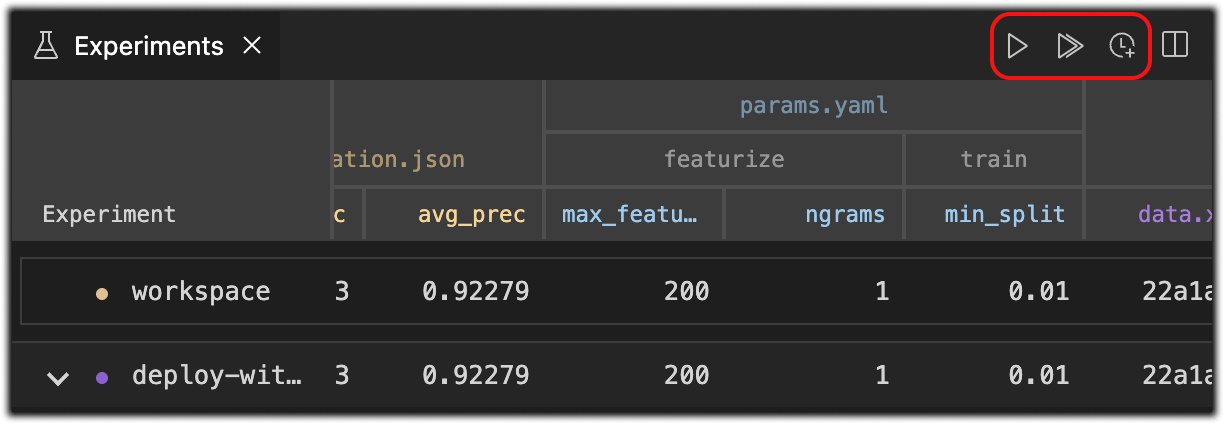 Experiments
params.yaml
ation.json featurize train
Experiment c avg_prec max_featu… ngrams min_split data.x
workspace 3 0.92279 200 1 0.01 22a1a
deploy-wit… 3 0.92279 200 1 0.01 22a1a